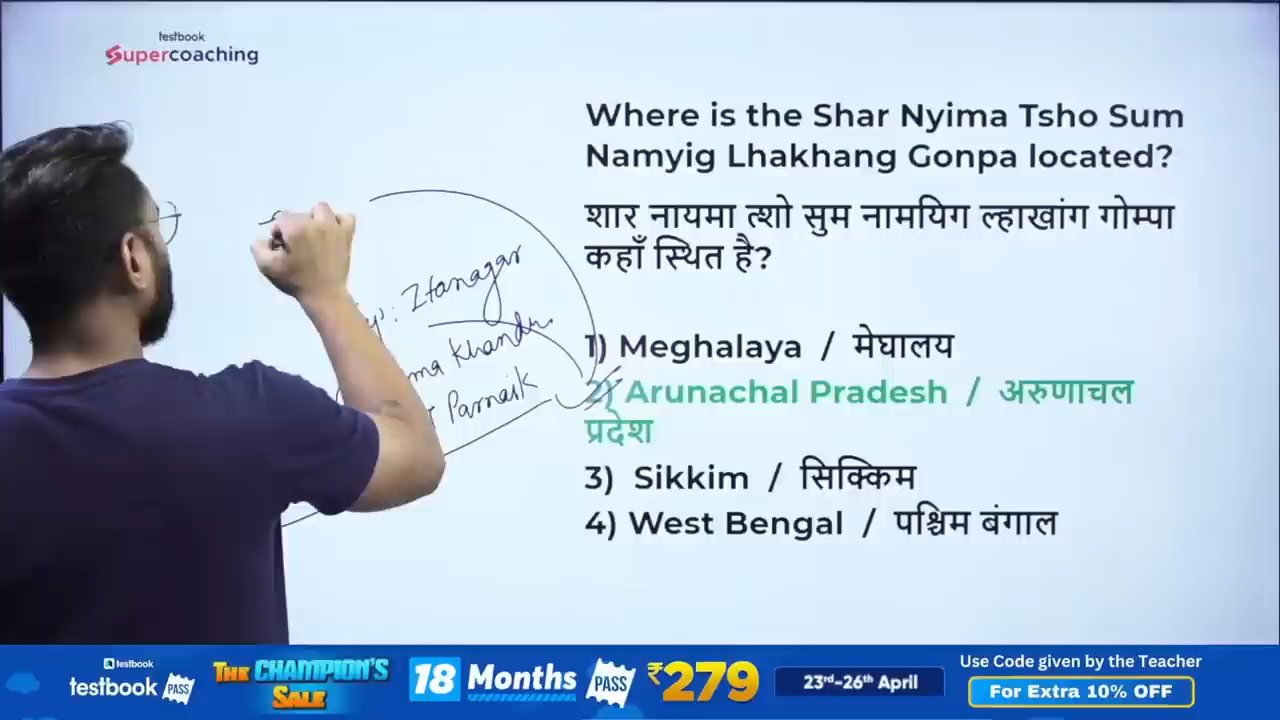 testbook
Supercoaching
Where is the Shar Nyima Tsho Sum
Namyig Lhakhang Gonpa located?
शार नायमा त्शो सुम नामयिग ल्हाखांग गोम्पा
कहाँ स्थित है?
1) Meghalaya / मेघालय
2) Arunachal Pradesh / अरुणाचल
प्रदेश
3) Sikkim / सिक्किम
4) West Bengal / पश्चिम बंगाल
: Itanagar
Khandu
Parnaik
testbook
testbook PASS
THE CHAMPION'S
SALE
18 Months PASS ₹279
23rd-26th April
Use Code given by the Teacher
For Extra 10% OFF